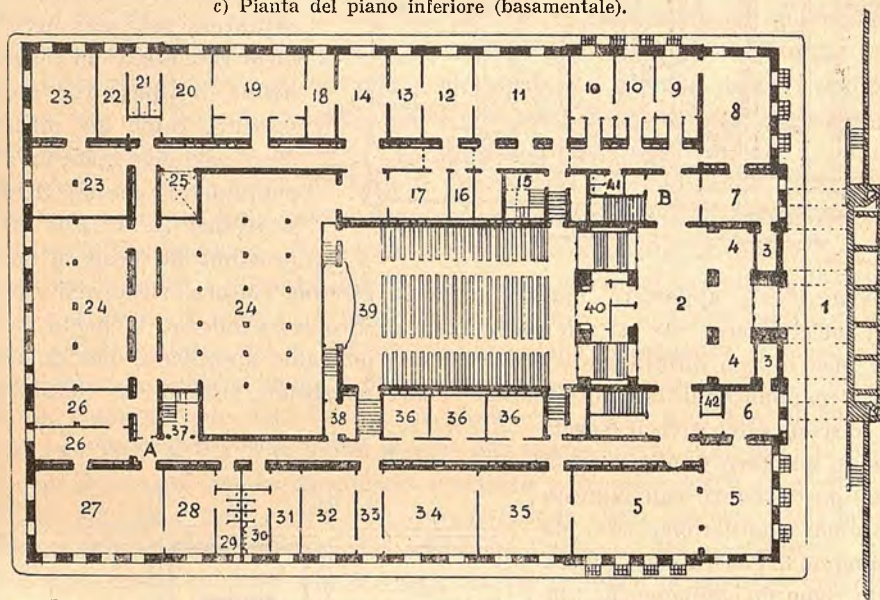 c) Pianta del piano inferiore (basamentale).
23 22 21 20 19 18 14 13 12 11 10 10 9 8
23 25 17 16 15 41 B 7
4 3
24 24 39 40 2 1
4 3
26 37 38 36 36 36 42 6
26 A
27 28 29 30 31 32 33 34 35 5 5